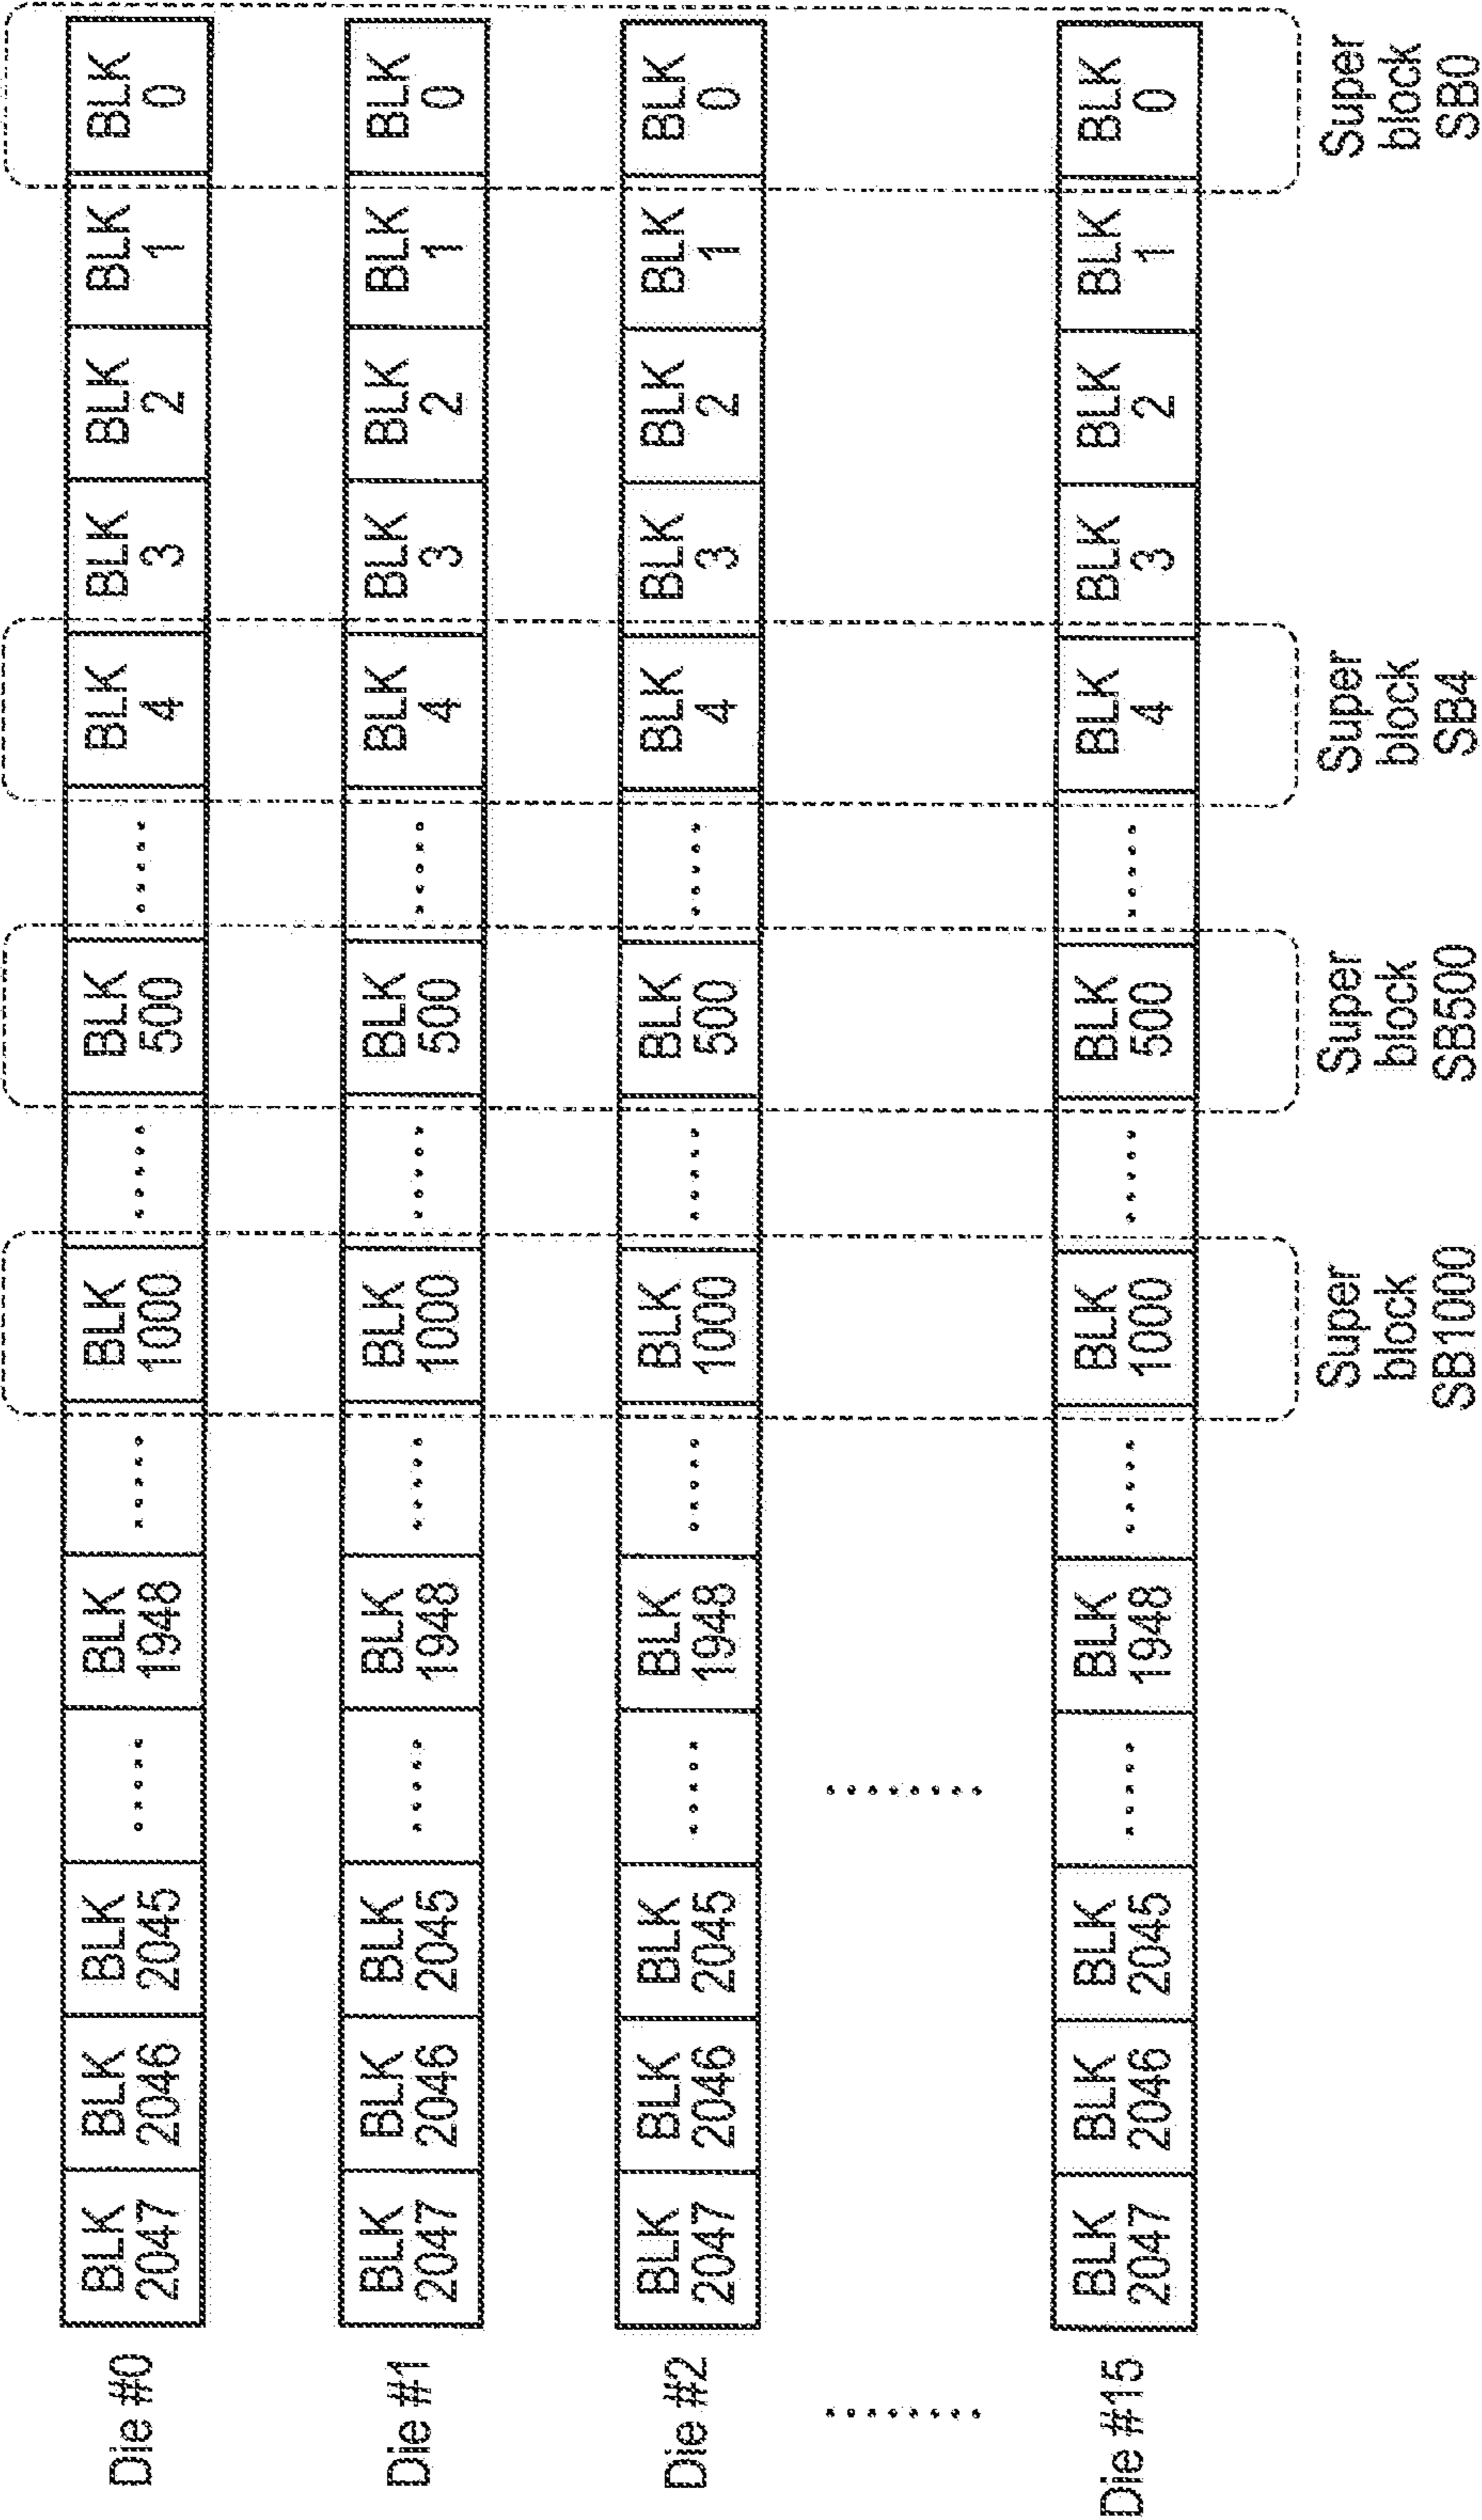 Die #0
BLK
2047
BLK
2046
BLK
2045
.....
BLK
1948
.....
BLK
1000
.....
BLK
500
.....
BLK
4
BLK
3
BLK
2
BLK
1
BLK
0
Die #1
BLK
2047
BLK
2046
BLK
2045
.....
BLK
1948
.....
BLK
1000
.....
BLK
500
.....
BLK
4
BLK
3
BLK
2
BLK
1
BLK
0
Die #2
BLK
2047
BLK
2046
BLK
2045
.....
BLK
1948
.....
BLK
1000
.....
BLK
500
.....
BLK
4
BLK
3
BLK
2
BLK
1
BLK
0
........
........
Die #15
BLK
2047
BLK
2046
BLK
2045
.....
BLK
1948
.....
BLK
1000
.....
BLK
500
.....
BLK
4
BLK
3
BLK
2
BLK
1
BLK
0
Super
block
SB1000
Super
block
SB500
Super
block
SB4
Super
block
SB0